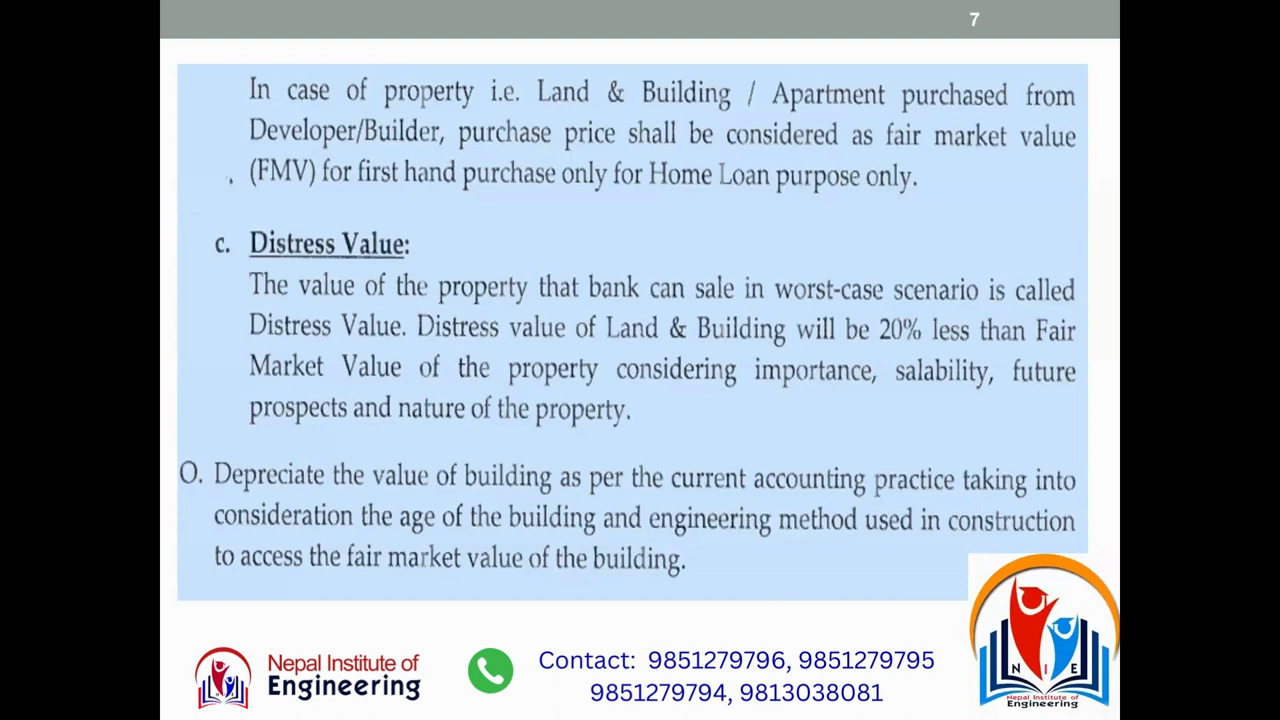 7
In case of property i.e. Land & Building / Apartment purchased from
Developer/Builder, purchase price shall be considered as fair market value
(FMV) for first hand purchase only for Home Loan purpose only.
c. Distress Value:
The value of the property that bank can sale in worst-case scenario is called
Distress Value. Distress value of Land & Building will be 20% less than Fair
Market Value of the property considering importance, salability, future
prospects and nature of the property.
O. Depreciate the value of building as per the current accounting practice taking into
consideration the age of the building and engineering method used in construction
to access the fair market value of the building.
Nepal Institute of
Engineering
Contact: 9851279796, 9851279795
9851279794, 9813038081
N I E
Nepal Institute of
Engineering